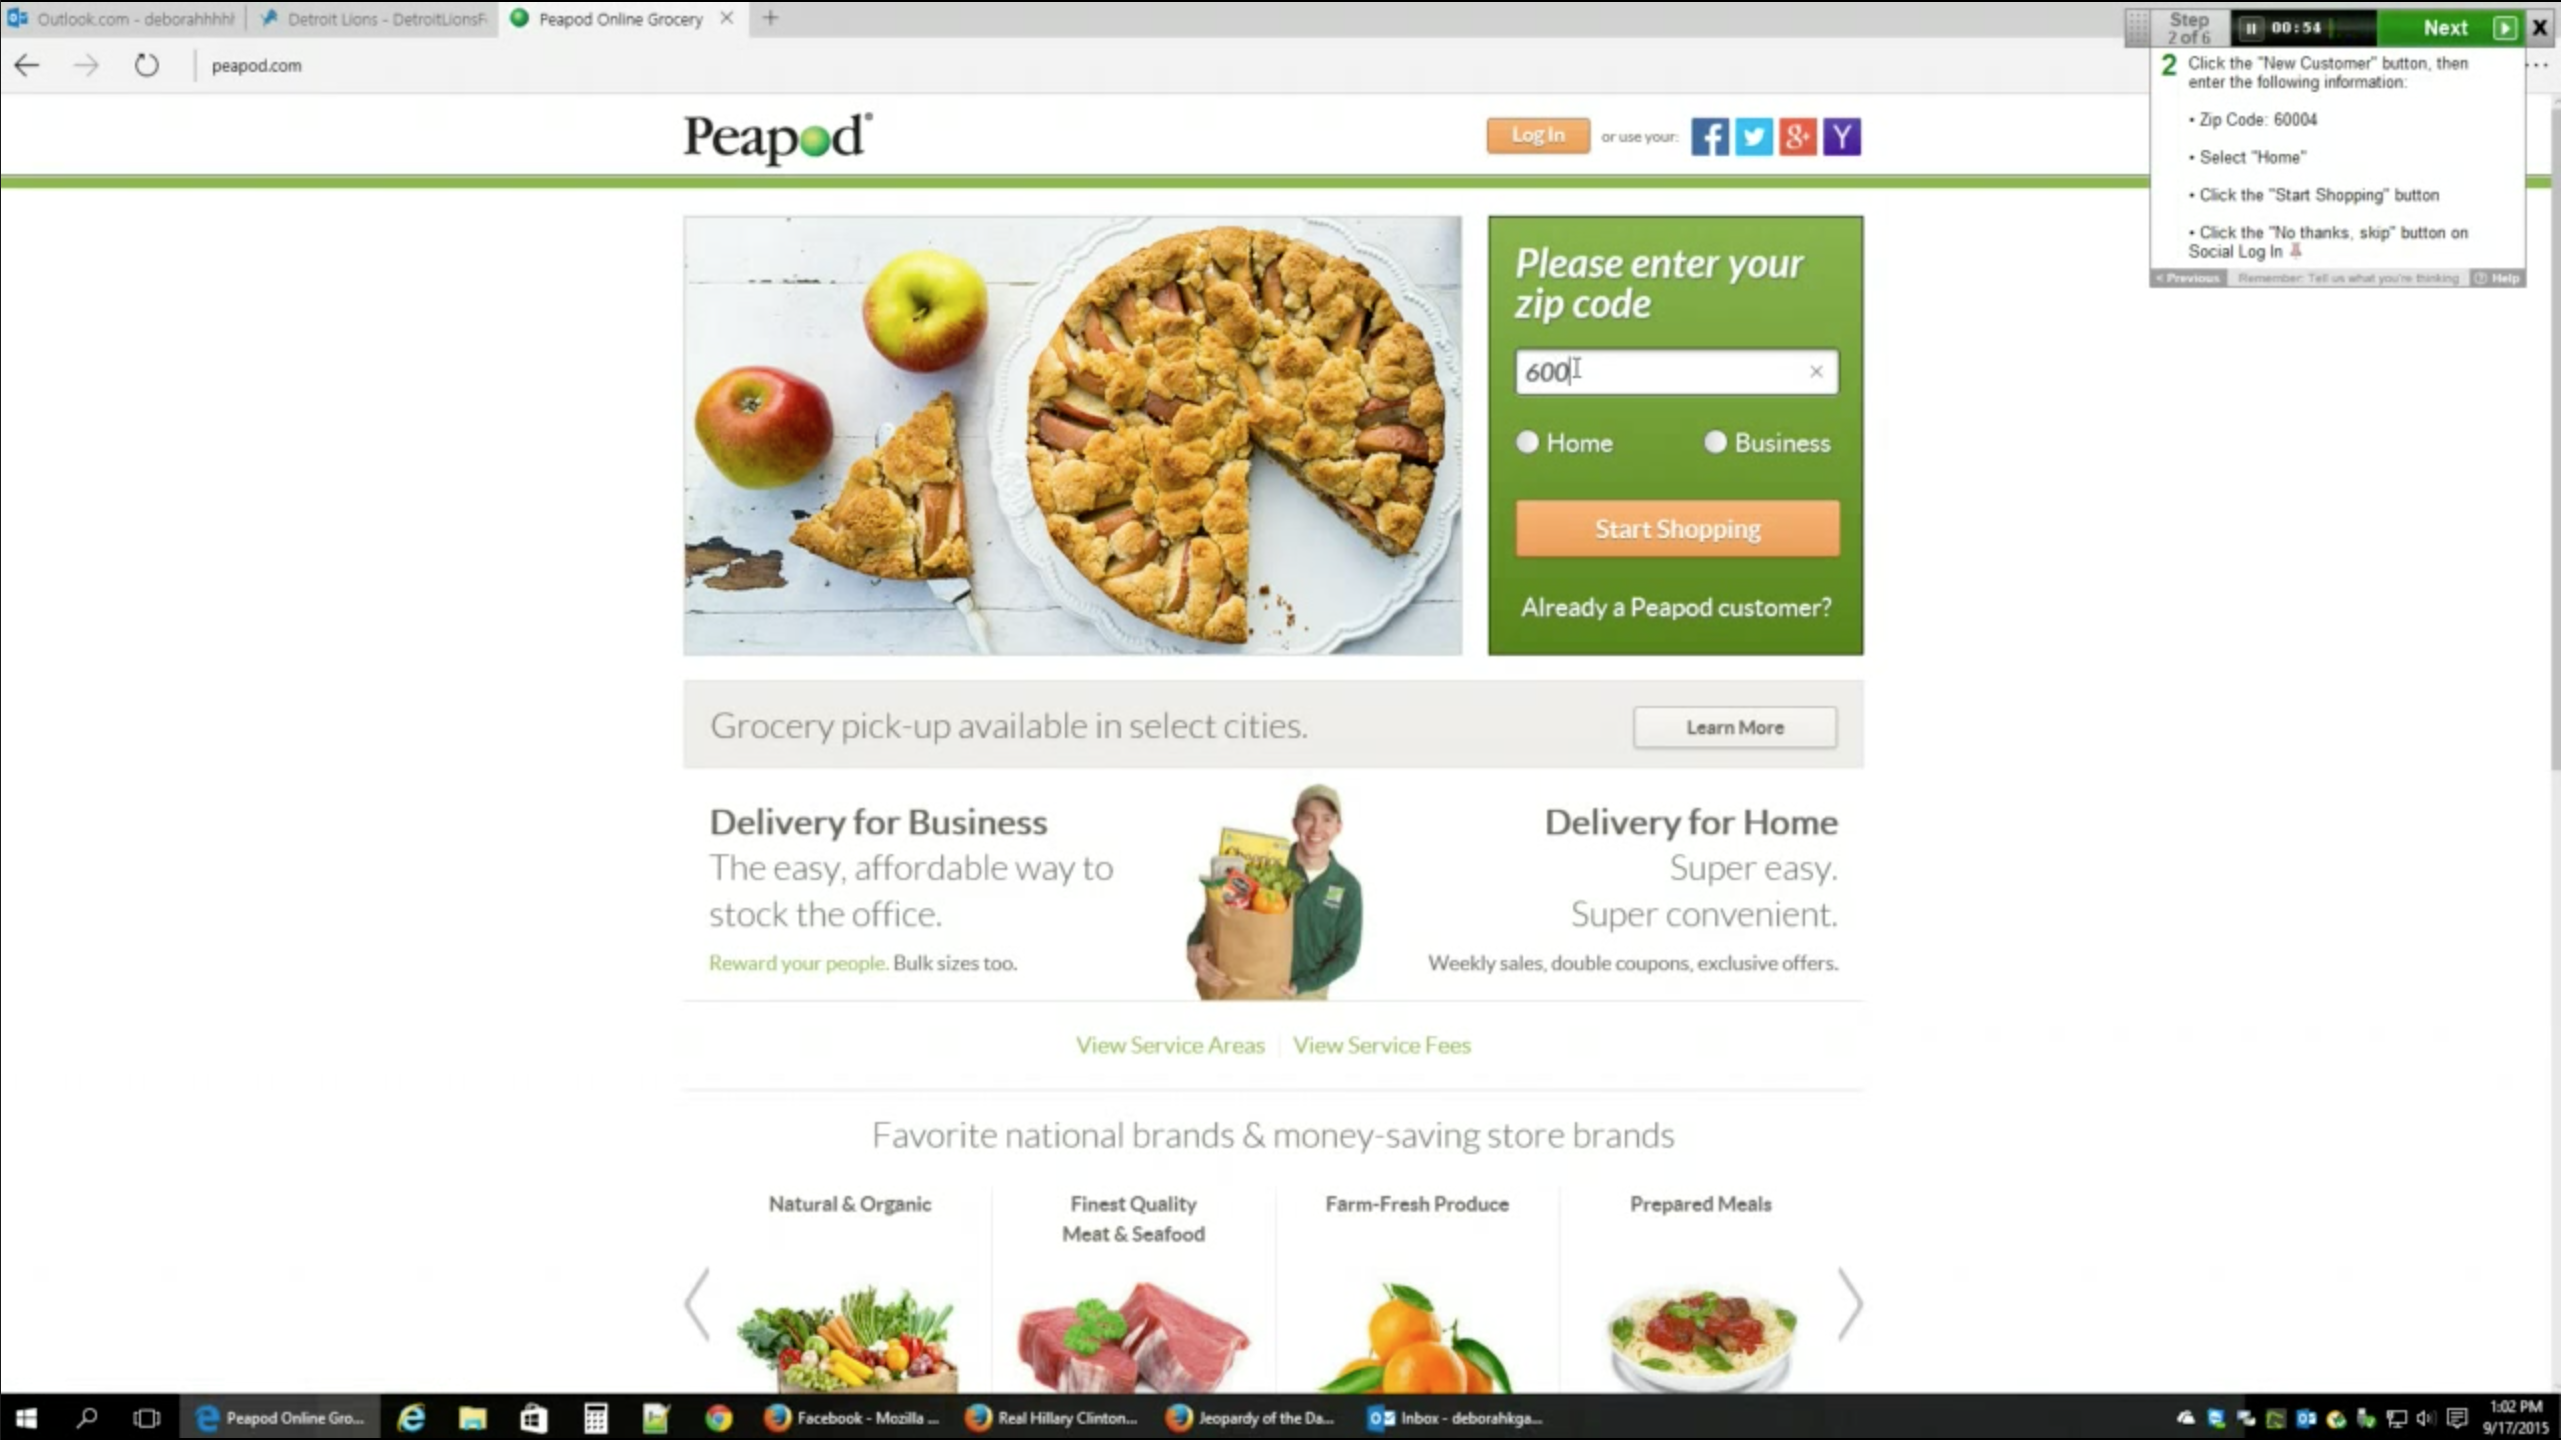 Outlook.com - deborahhhhh
Detroit Lions - DetroitLionsF
Peapod Online Grocery
peapod.com
Step
2 of 6
00:54
Next
X
2 Click the "New Customer" button, then
enter the following information:
• Zip Code: 60004
• Select "Home"
• Click the "Start Shopping" button
• Click the "No thanks, skip" button on
Social Log In
< Previous
Remember: Tell us what you're thinking
? Help
Peapod®
Log In
or use your:
f
8+
Y
Please enter your
zip code
600
Home
Business
Start Shopping
Already a Peapod customer?
Grocery pick-up available in select cities.
Learn More
Delivery for Business
The easy, affordable way to
stock the office.
Reward your people. Bulk sizes too.
Cheerios
Delivery for Home
Super easy.
Super convenient.
Weekly sales, double coupons, exclusive offers.
View Service Areas
View Service Fees
Favorite national brands & money-saving store brands
Natural & Organic
Finest Quality
Meat & Seafood
Farm-Fresh Produce
Prepared Meals
Peapod Online Gro...
Facebook - Mozilla ...
Real Hillary Clinton...
Jeopardy of the Da...
Inbox - deborahkga...
1:02 PM
9/17/2015